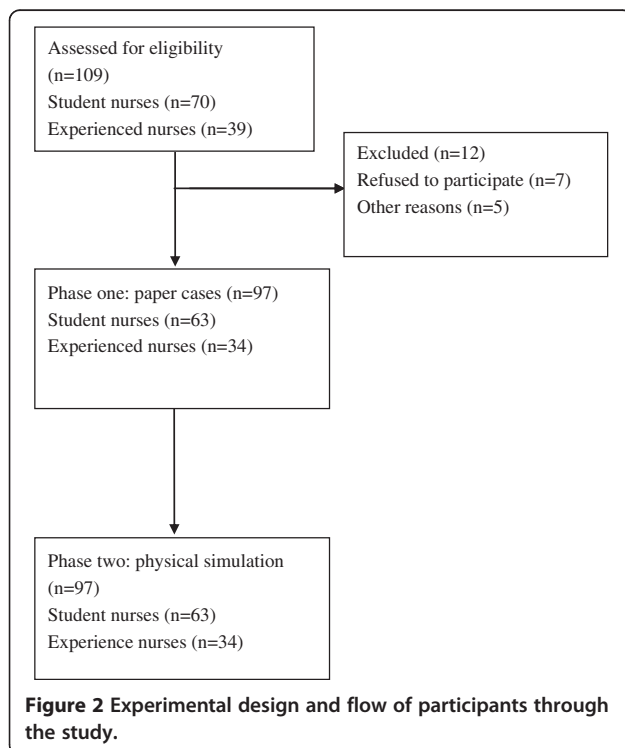 Assessed for eligibility
(n=109)
Student nurses (n=70)
Experienced nurses (n=39)
Excluded (n=12)
Refused to participate (n=7)
Other reasons (n=5)
Phase one: paper cases (n=97)
Student nurses (n=63)
Experienced nurses (n=34)
Phase two: physical simulation
(n=97)
Student nurses (n=63)
Experience nurses (n=34)
Figure 2 Experimental design and flow of participants through
the study.